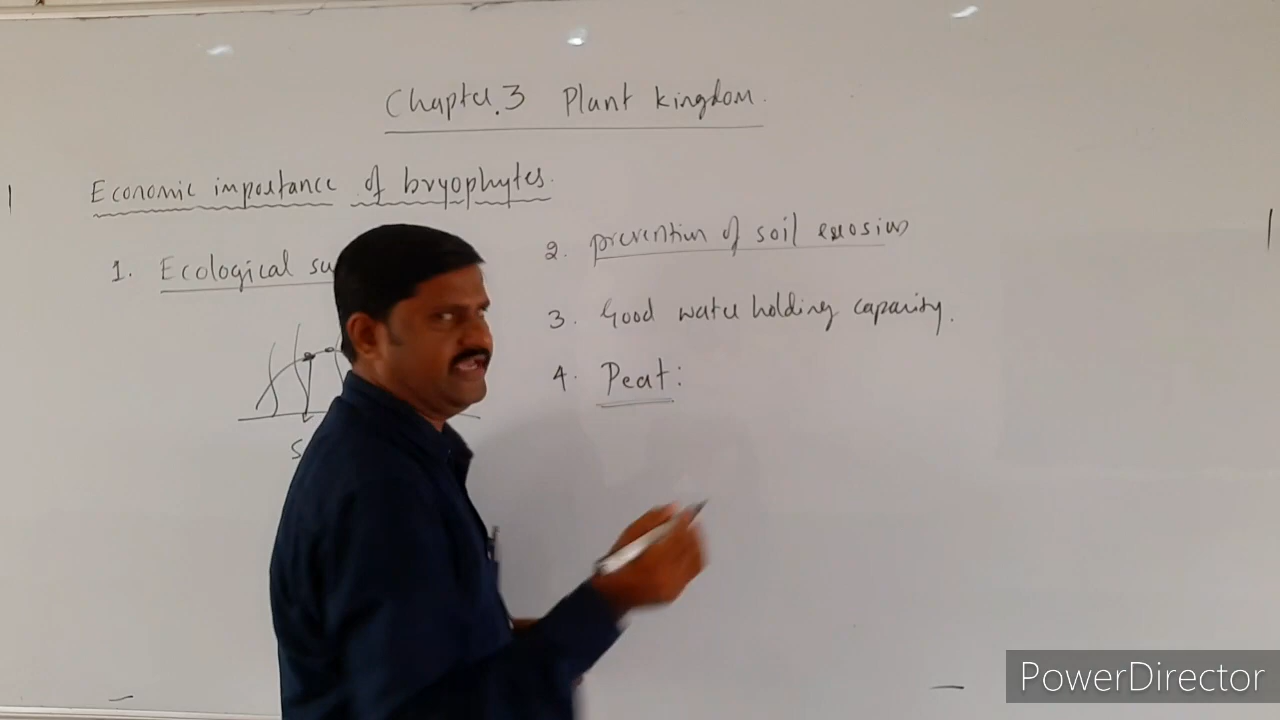 Chapter.3 Plant kingdom.
Economic importance of bryophytes.
1. Ecological su
2. prevention of soil erosion
3. Good water holding capacity.
4. Peat:
S
PowerDirector